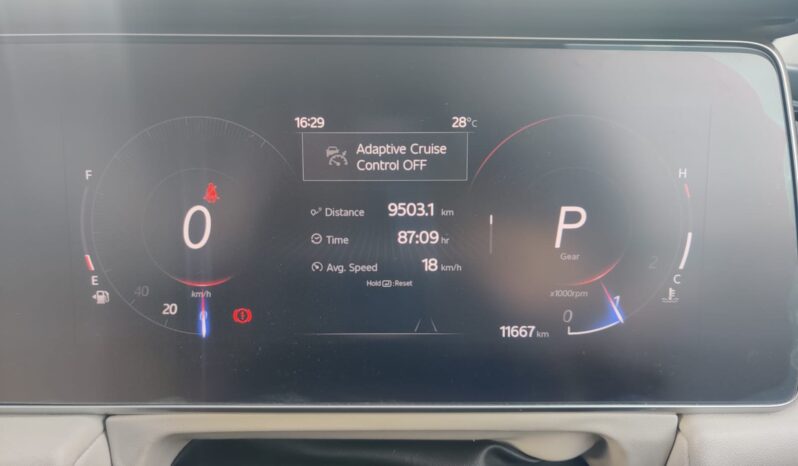 16:29 28°C
Adaptive Cruise
Control OFF
F
H
0
Distance 9503.1 km
Time 87:09 hr
Avg. Speed 18 km/h
Hold : Reset
P
Gear
E
C
40
20
0
km/h
x1000rpm
0
1
2
11667 km